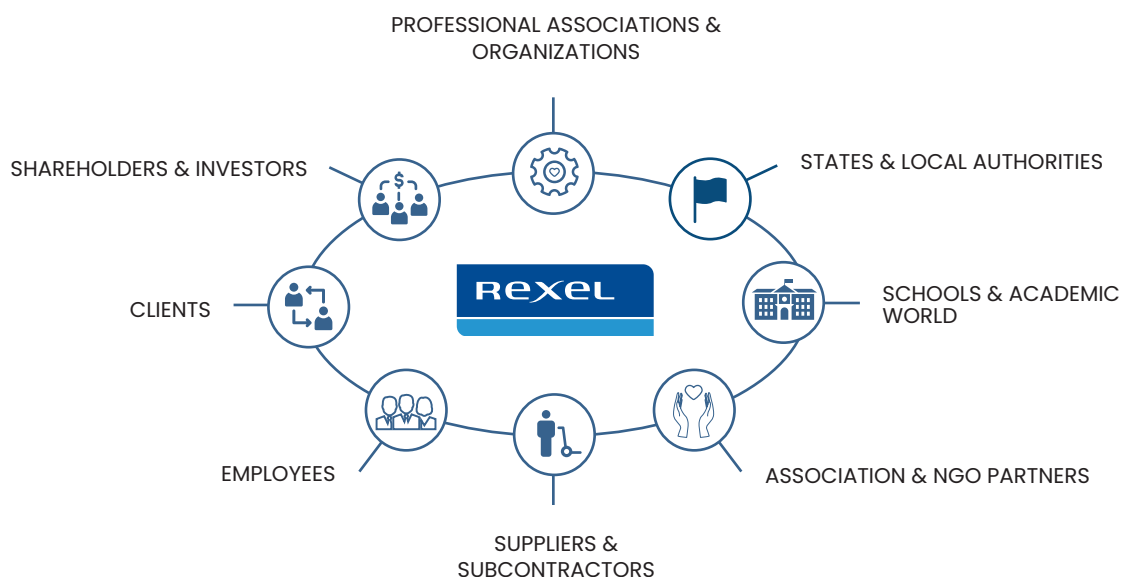 PROFESSIONAL ASSOCIATIONS &
ORGANIZATIONS
SHAREHOLDERS & INVESTORS
STATES & LOCAL AUTHORITIES
$
REXEL
CLIENTS
SCHOOLS & ACADEMIC
WORLD
EMPLOYEES
ASSOCIATION & NGO PARTNERS
SUPPLIERS &
SUBCONTRACTORS